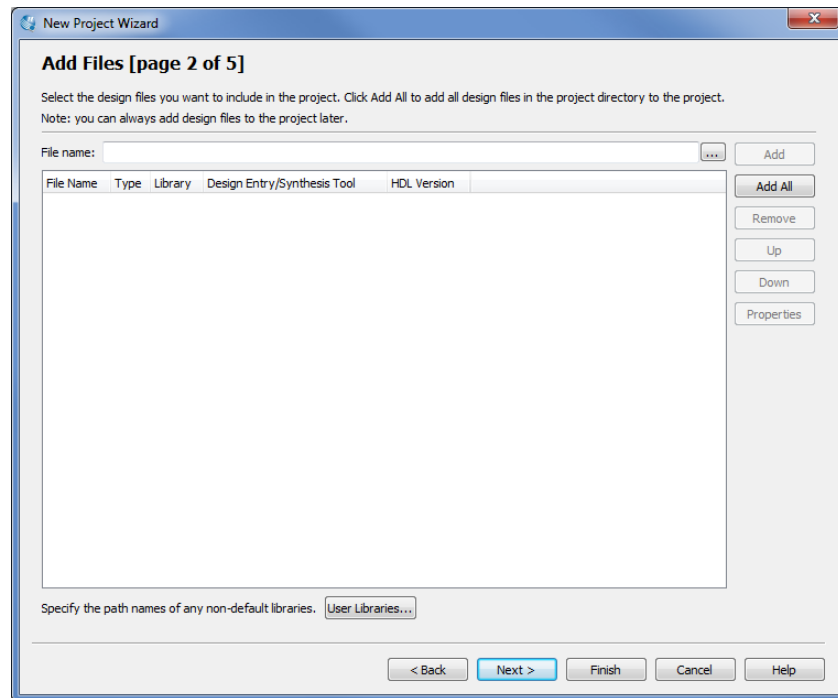 New Project Wizard
Add Files [page 2 of 5]
Select the design files you want to include in the project. Click Add All to add all design files in the project directory to the project.
Note: you can always add design files to the project later.
File name: ... Add
File Name Type Library Design Entry/Synthesis Tool HDL Version Add All
Remove
Up
Down
Properties
Specify the path names of any non-default libraries. User Libraries...
< Back Next > Finish Cancel Help